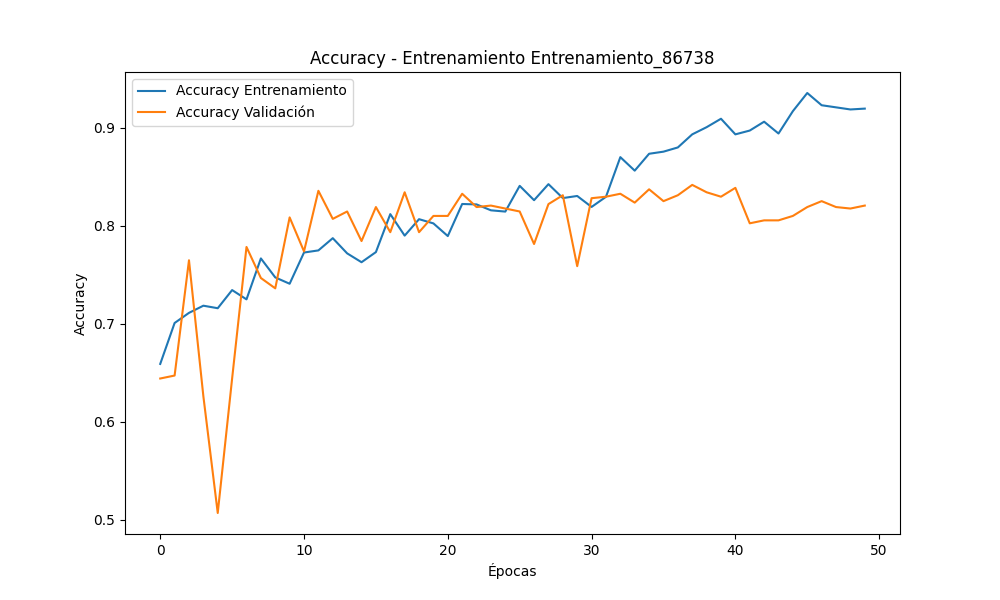 Accuracy - Entrenamiento Entrenamiento_86738
Accuracy Entrenamiento
Accuracy Validación
Accuracy
0.9
0.8
0.7
0.6
0.5
0
10
20
30
40
50
Épocas